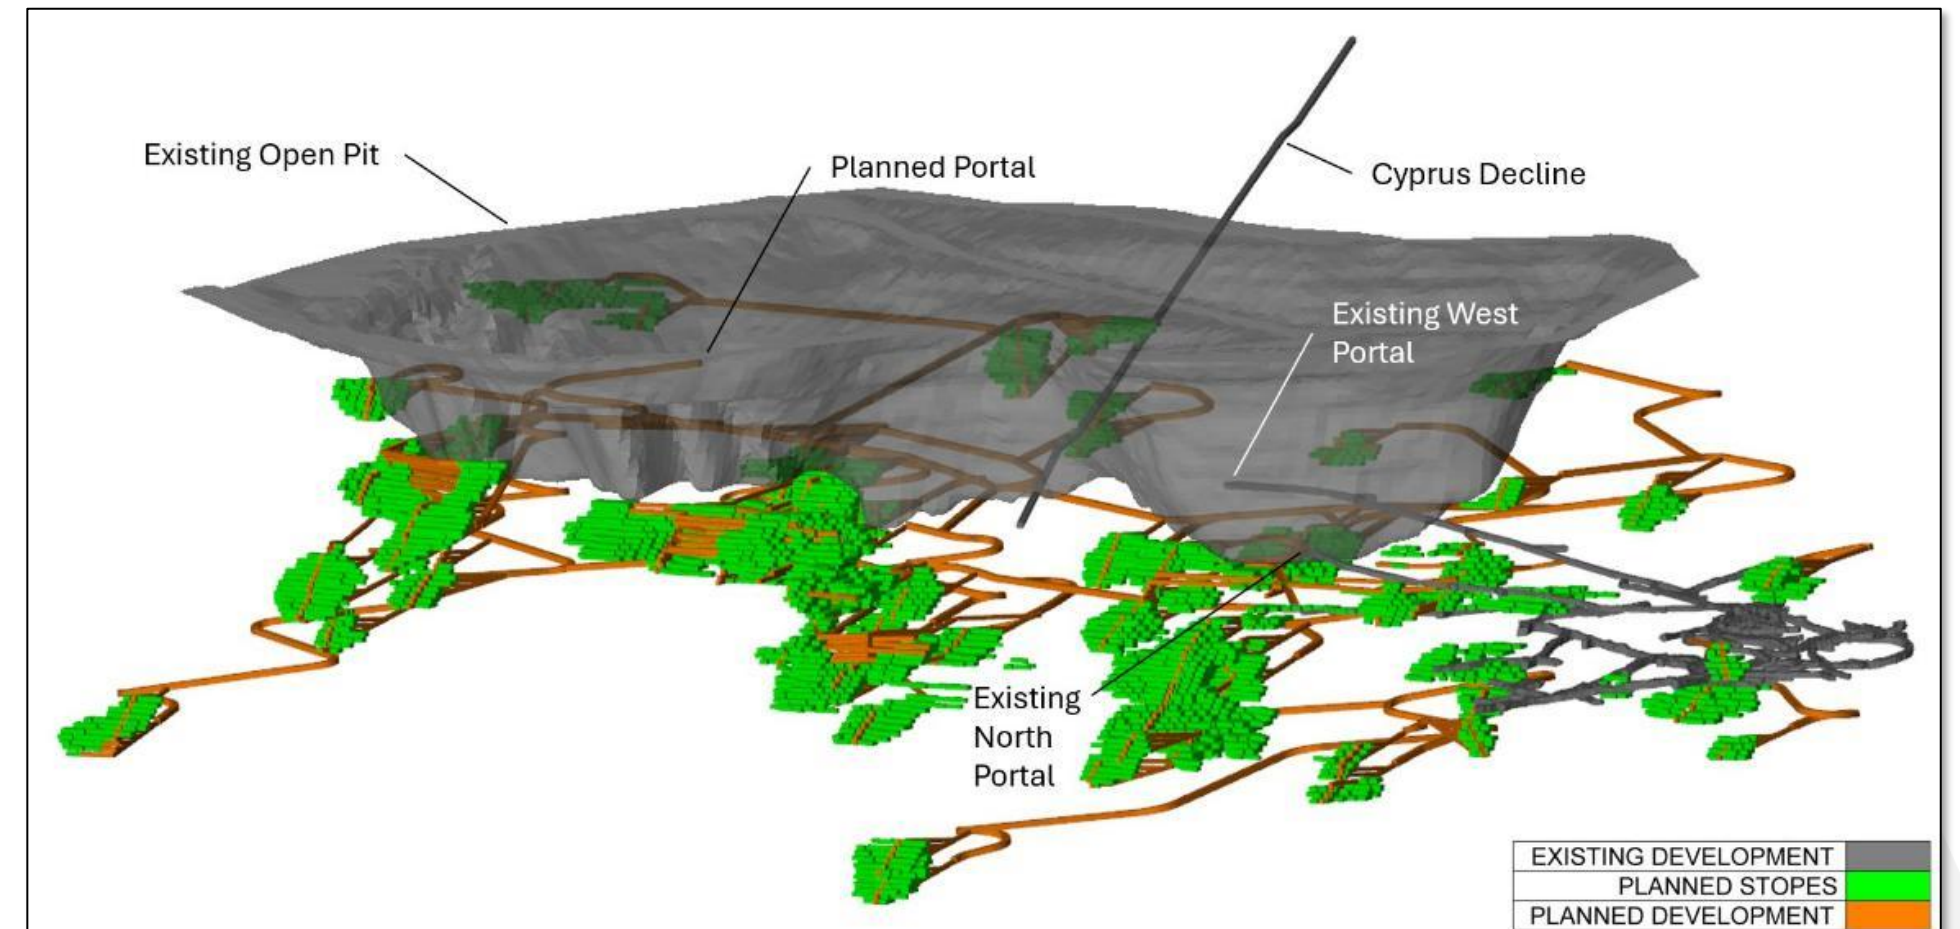 Existing Open Pit
Planned Portal
Cyprus Decline
Existing West
Portal
Existing
North
Portal
EXISTING DEVELOPMENT
PLANNED STOPES
PLANNED DEVELOPMENT